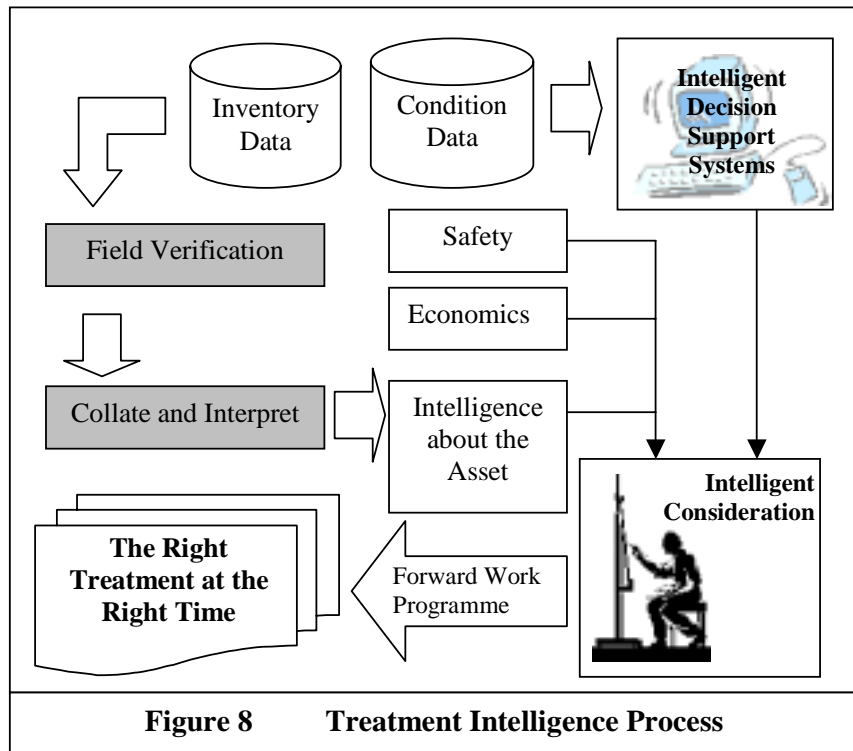 Inventory
Data
Condition
Data
Intelligent
Decision
Support
Systems
Field Verification
Safety
Economics
Collate and Interpret
Intelligence
about the
Asset
Intelligent
Consideration
The Right
Treatment at the
Right Time
Forward Work
Programme
Figure 8 Treatment Intelligence Process